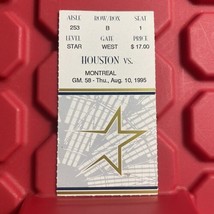 AISLE ROW/BOX SEAT
253 B 1
LEVEL GATE PRICE
STAR WEST $ 17.00
HOUSTON VS.
MONTREAL
GM. 58 - Thu., Aug. 10, 1995